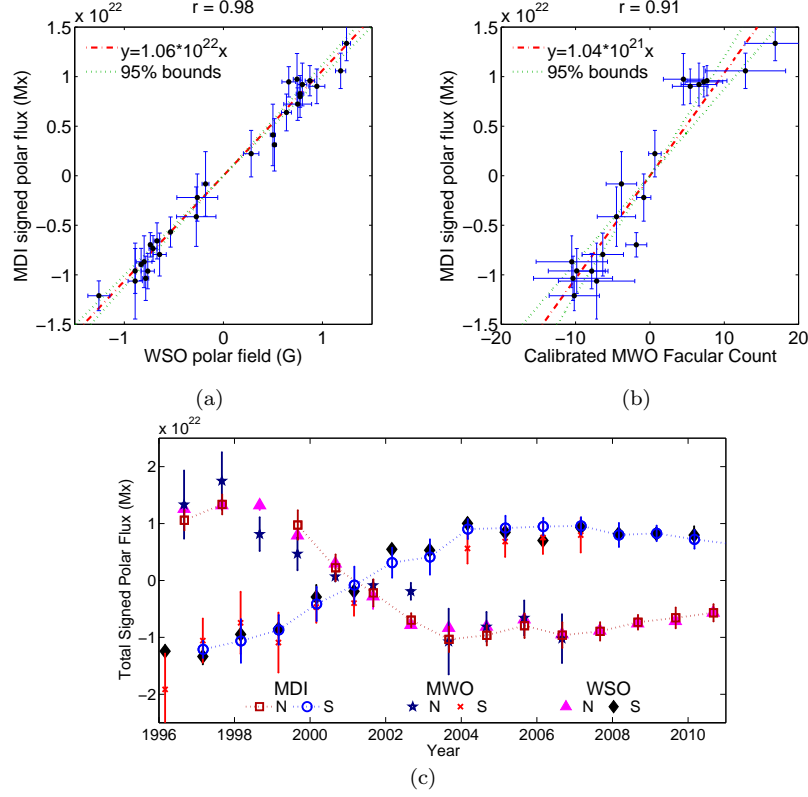 x 10^22
r = 0.98
y=1.06*10^22x
95% bounds
MDI signed polar flux (Mx)
1.5
1
0.5
0
−0.5
−1
−1.5
−1 0 1
WSO polar field (G)
(a)
x 10^22
r = 0.91
y=1.04*10^21x
95% bounds
MDI signed polar flux (Mx)
1.5
1
0.5
0
−0.5
−1
−1.5
−20 −10 0 10 20
Calibrated MWO Facular Count
(b)
x 10^22
Total Signed Polar Flux (Mx)
2
1
0
−1
−2
MDI MWO WSO
N S N S N S
1996 1998 2000 2002 2004 2006 2008 2010
Year
(c)